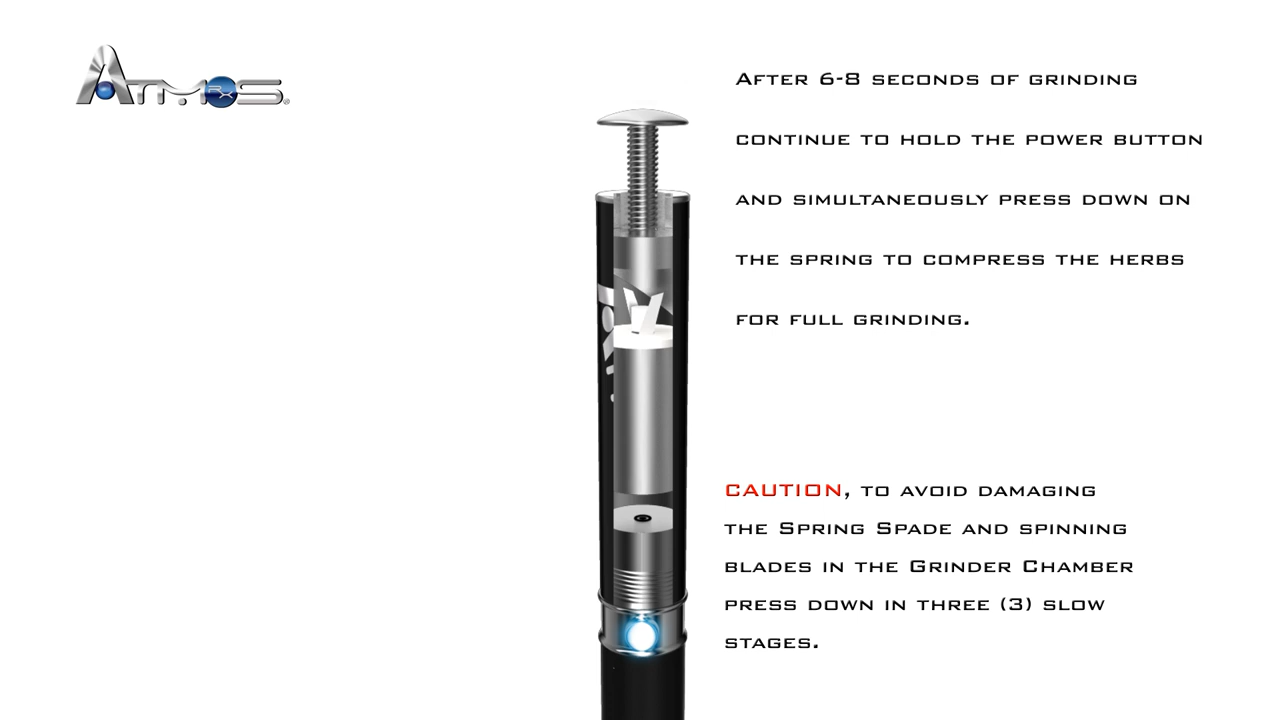 ATMOS RX
AFTER 6-8 SECONDS OF GRINDING
CONTINUE TO HOLD THE POWER BUTTON
AND SIMULTANEOUSLY PRESS DOWN ON
THE SPRING TO COMPRESS THE HERBS
FOR FULL GRINDING.
CAUTION, TO AVOID DAMAGING
THE SPRING SPADE AND SPINNING
BLADES IN THE GRINDER CHAMBER
PRESS DOWN IN THREE (3) SLOW
STAGES.